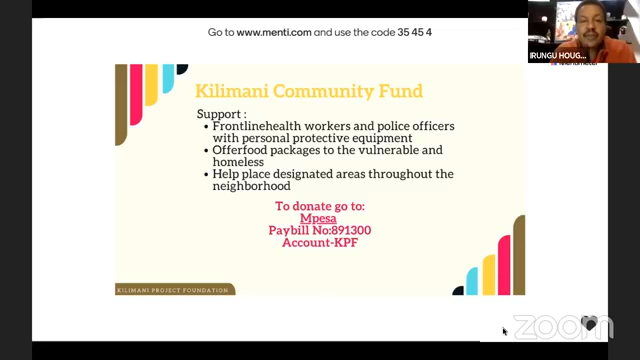 Go to www.menti.com and use the code 35 45 4
IRUNGU HOUG...
Kilimani Community Fund
Support :
• Frontlinehealth workers and police officers
with personal protective equipment
• Offerfood packages to the vulnerable and
homeless
• Help place designated areas throughout the
neighborhood
To donate go to:
Mpesa
Paybill No:891300
Account-KPF
KILIMANI PROJECT FOUNDATION
zoom